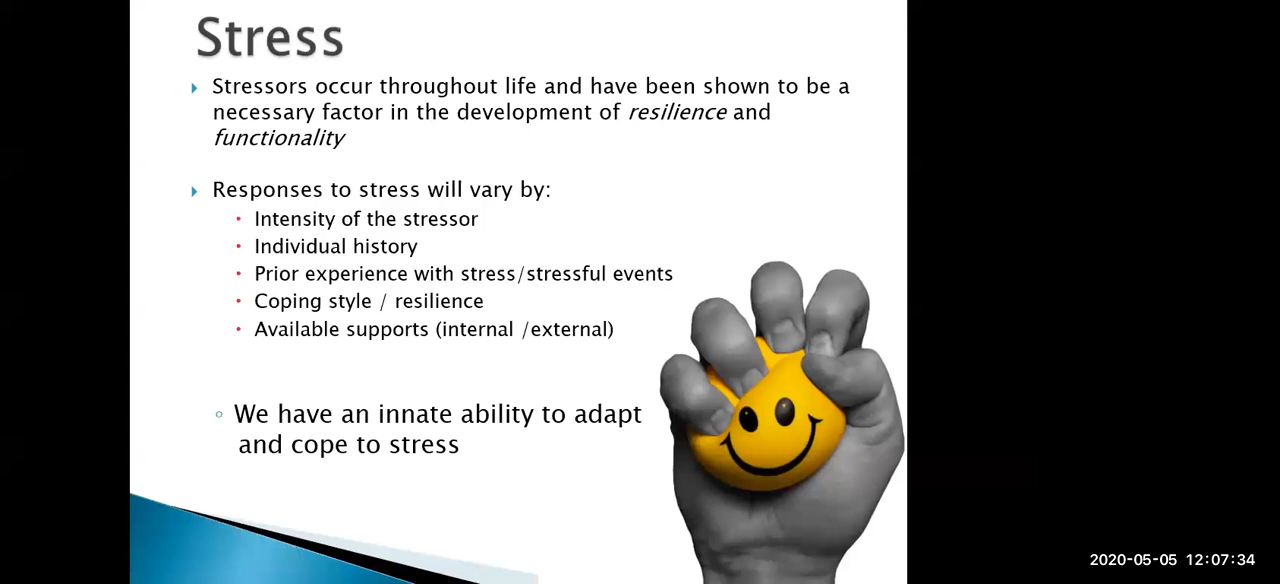 Stress
Stressors occur throughout life and have been shown to be a
necessary factor in the development of resilience and
functionality
Responses to stress will vary by:
Intensity of the stressor
Individual history
Prior experience with stress/stressful events
Coping style / resilience
Available supports (internal /external)
We have an innate ability to adapt
and cope to stress
2020-05-05 12:07:34